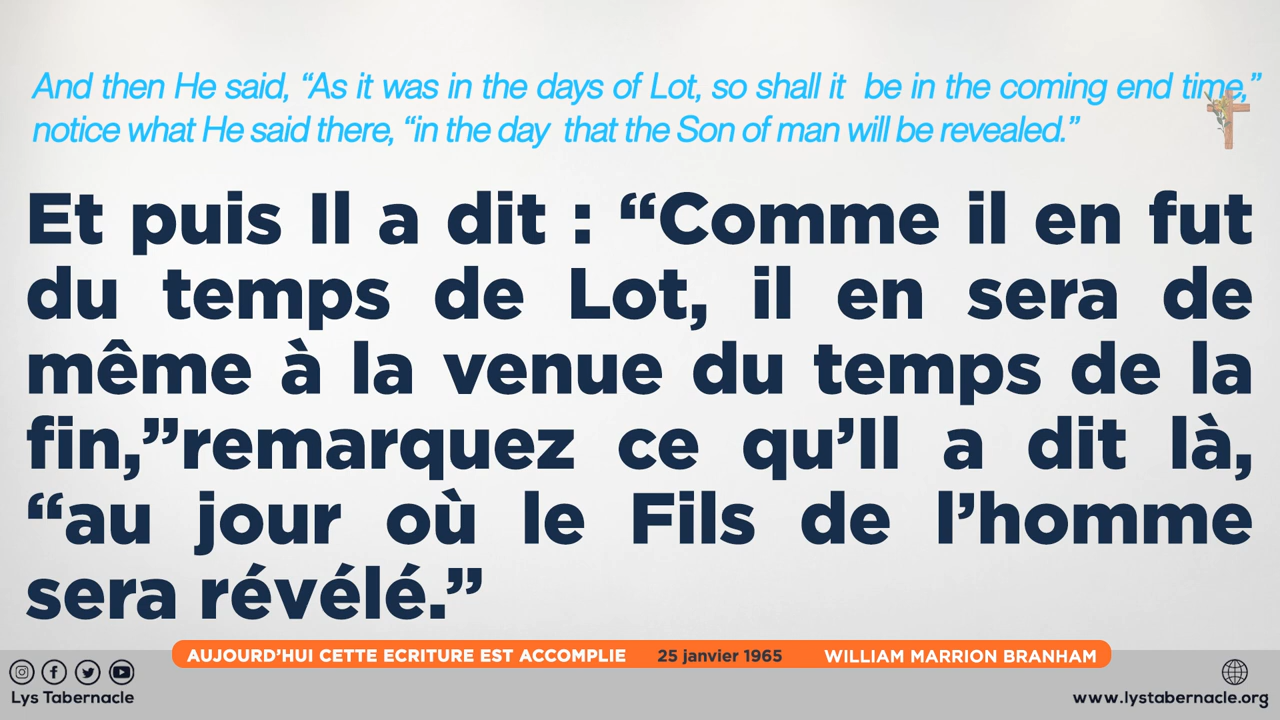 And then He said, “As it was in the days of Lot, so shall it be in the coming end time,”
notice what He said there, “in the day that the Son of man will be revealed.”
Et puis Il a dit : “Comme il en fut
du temps de Lot, il en sera de
même à la venue du temps de la
fin,”remarquez ce qu’Il a dit là,
“au jour où le Fils de l’homme
sera révélé.”
AUJOURD’HUI CETTE ECRITURE EST ACCOMPLIE 25 janvier 1965 WILLIAM MARRION BRANHAM
Lys Tabernacle
www.lystabernacle.org